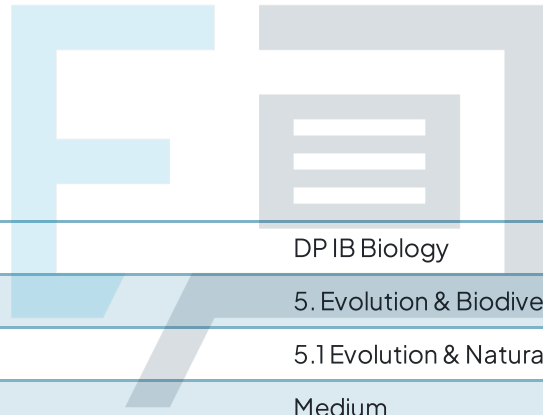 DP IB Biology
5. Evolution & Biodive
5.1 Evolution & Natura
Medium